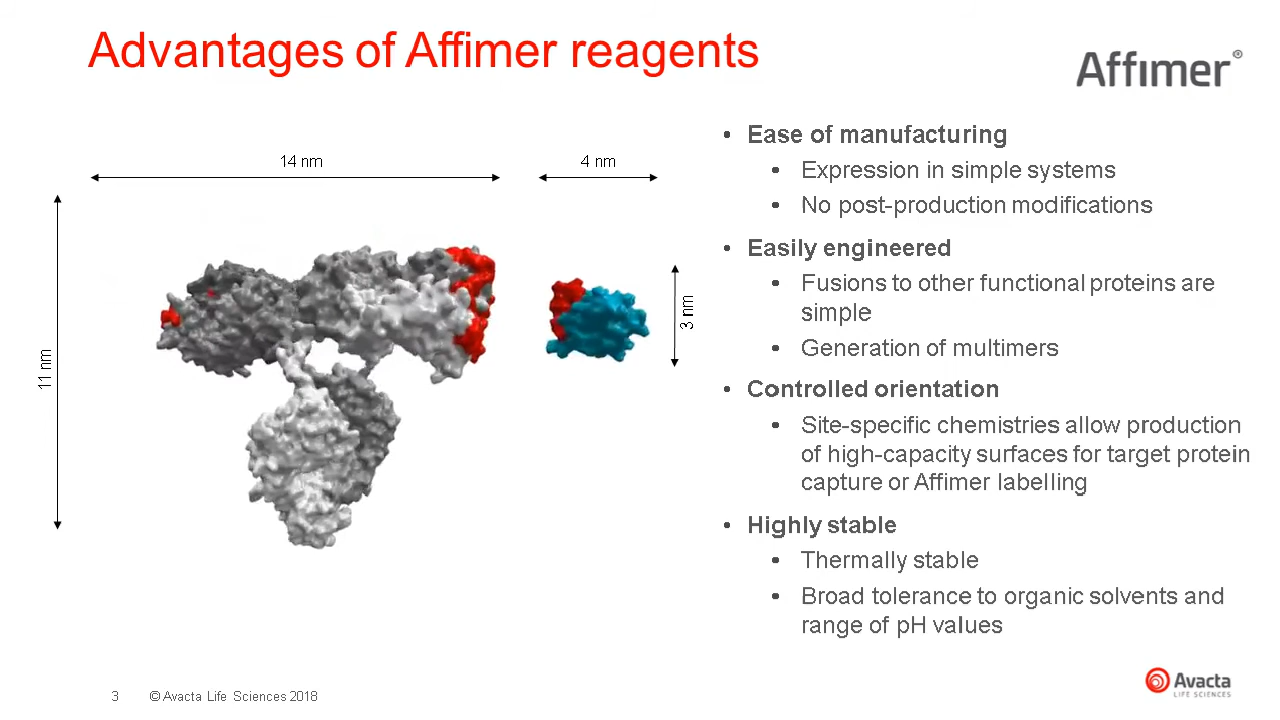 Advantages of Affimer reagents
Affimer®
14 nm
4 nm
11 nm
3 nm
• Ease of manufacturing
• Expression in simple systems
• No post-production modifications
• Easily engineered
• Fusions to other functional proteins are
simple
• Generation of multimers
• Controlled orientation
• Site-specific chemistries allow production
of high-capacity surfaces for target protein
capture or Affimer labelling
• Highly stable
• Thermally stable
• Broad tolerance to organic solvents and
range of pH values
3 © Avacta Life Sciences 2018
Avacta
LIFE SCIENCES